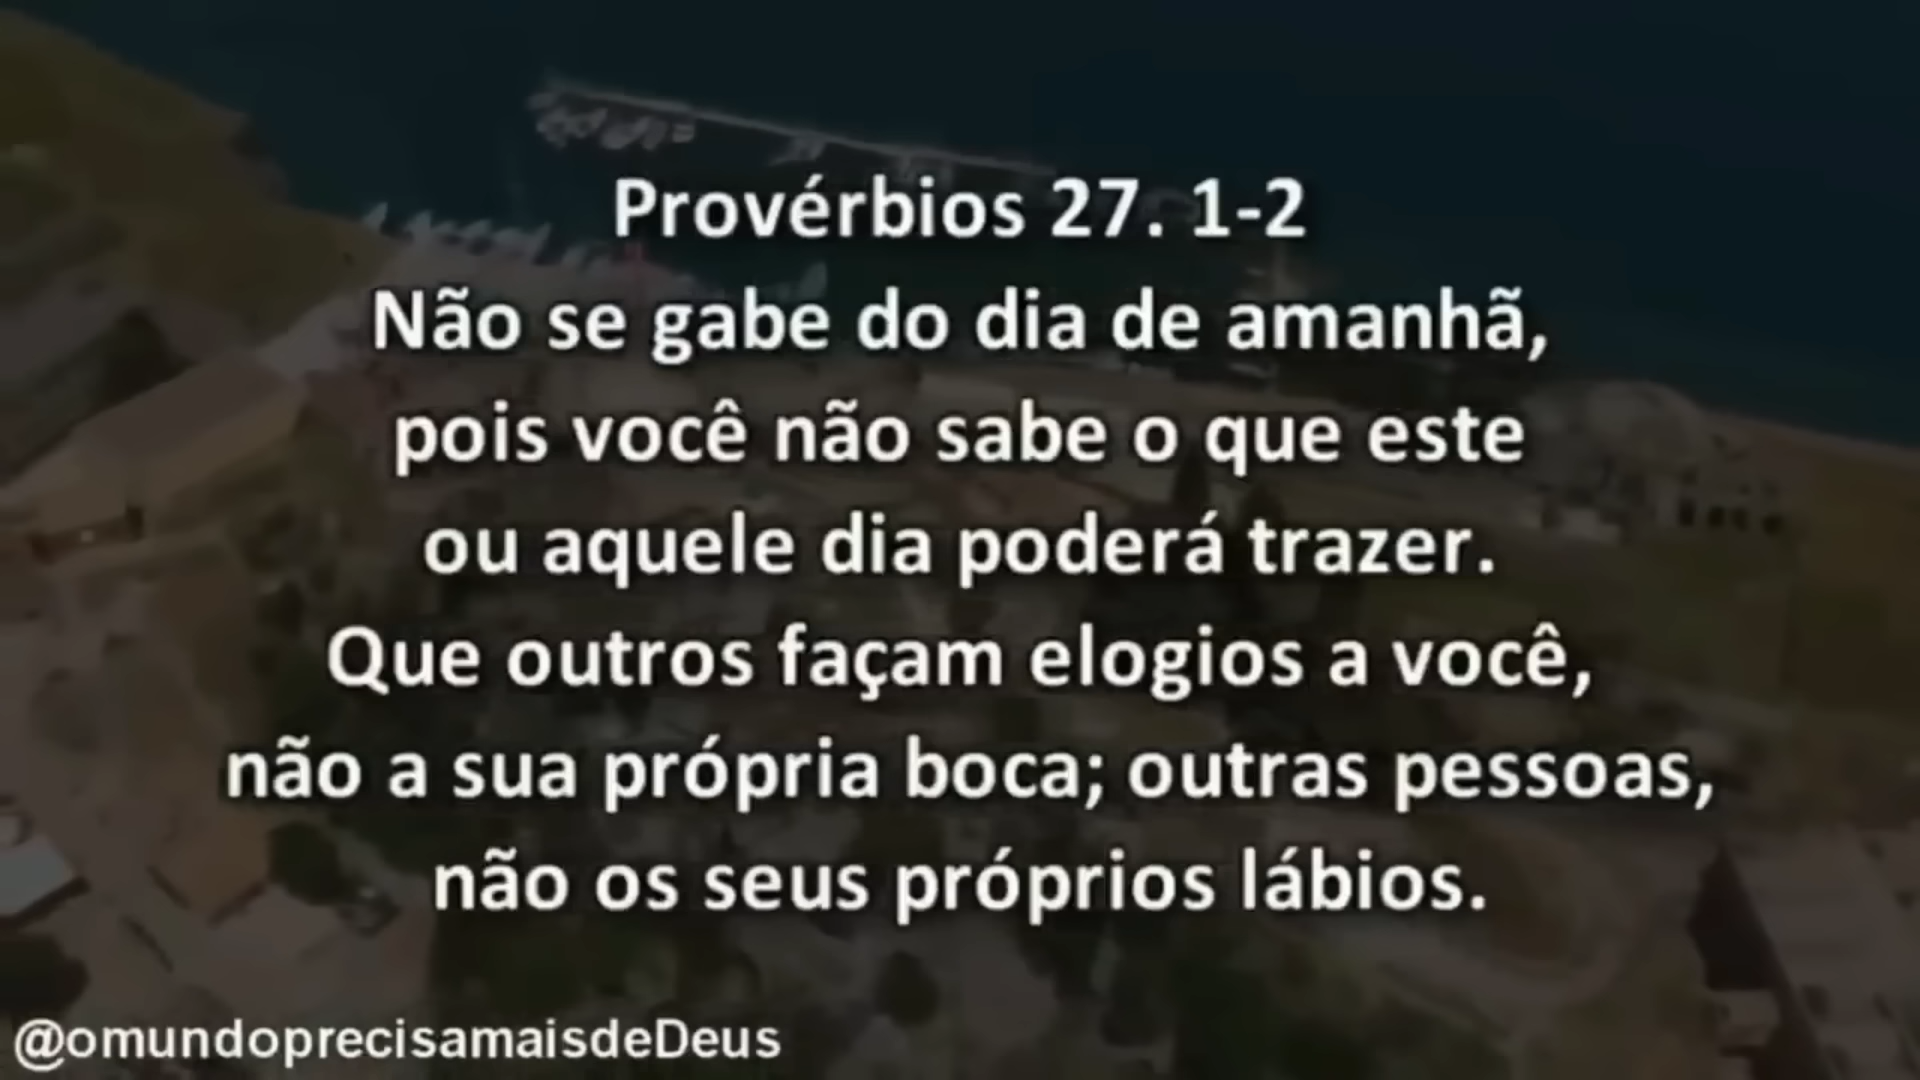 Provérbios 27. 1-2
Não se gabe do dia de amanhã,
pois você não sabe o que este
ou aquele dia poderá trazer.
Que outros façam elogios a você,
não a sua própria boca; outras pessoas,
não os seus próprios lábios.
@omundoprecisamaisdeDeus